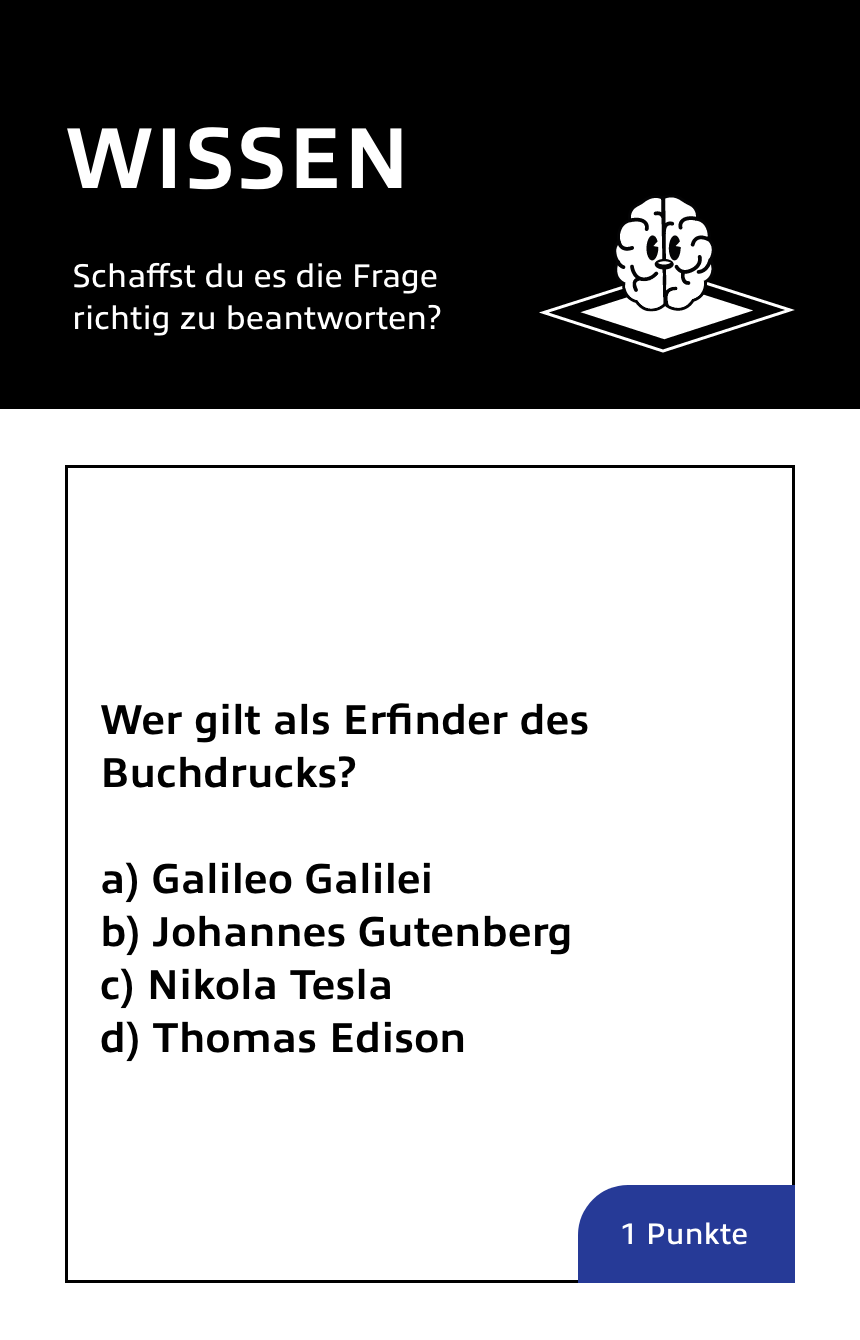 WISSEN
Schaffst du es die Frage
richtig zu beantworten?
Wer gilt als Erfinder des
Buchdrucks?
a) Galileo Galilei
b) Johannes Gutenberg
c) Nikola Tesla
d) Thomas Edison
1 Punkte